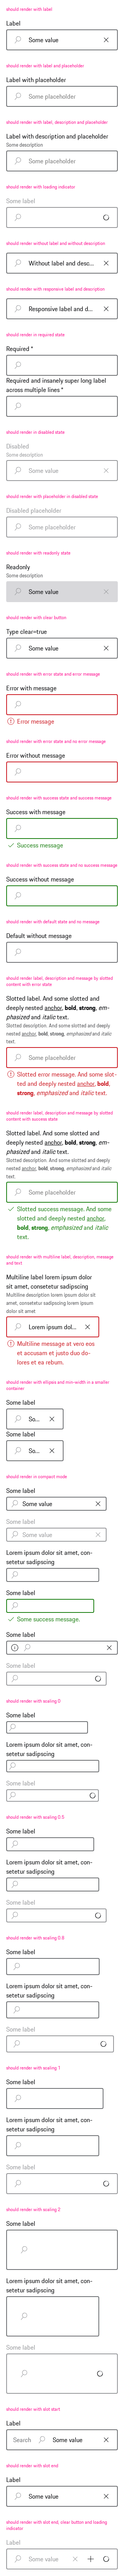 should render with label
Label
Some value
should render with label and placeholder
Label with placeholder
Some placeholder
should render with label, description and placeholder
Label with description and placeholder
Some description
Some placeholder
should render with loading indicator
Some label
should render without label and without description
Without label and desc...
should render with responsive label and description
Responsive label and d...
should render in required state
Required *
Required and insanely super long label
across multiple lines *
should render in disabled state
Disabled
Some description
Some value
should render with placeholder in disabled state
Disabled placeholder
Some placeholder
should render with readonly state
Readonly
Some description
Some value
should render with clear button
Type clear=true
Some value
should render with error state and error message
Error with message
Error message
should render with error state and no error message
Error without message
should render with success state and success message
Success with message
Success message
should render with success state and no success message
Success without message
should render with default state and no message
Default without message
should render label, description and message by slotted
content with error state
Slotted label. And some slotted and
deeply nested anchor, bold, strong, em-
phasized and italic text.
Slotted description. And some slotted and deeply
nested anchor, bold, strong, emphasized and italic
text.
Some placeholder
Slotted error message. And some slot-
ted and deeply nested anchor, bold,
strong, emphasized and italic text.
should render label, description and message by slotted
content with success state
Slotted label. And some slotted and
deeply nested anchor, bold, strong, em-
phasized and italic text.
Slotted description. And some slotted and deeply
nested anchor, bold, strong, emphasized and italic
text.
Some placeholder
Slotted success message. And some
slotted and deeply nested anchor,
bold, strong, emphasized and italic
text.
should render with multiline label, description, message
and text
Multiline label lorem ipsum dolor
sit amet, consetetur sadipscing
Multiline description lorem ipsum dolor sit
amet, consetetur sadipscing lorem ipsum
dolor sit amet
Lorem ipsum dol...
Multiline message at vero eos
et accusam et justo duo do-
lores et ea rebum.
should render with ellipsis and min-width in a smaller
container
Some label
So...
Some label
So...
should render in compact mode
Some label
Some value
Some label
Some value
Lorem ipsum dolor sit amet, con-
setetur sadipscing
Some label
Some success message.
Some label
Some label
should render with scaling 0
Some label
Lorem ipsum dolor sit amet, con-
setetur sadipscing
Some label
should render with scaling 0.5
Some label
Lorem ipsum dolor sit amet, con-
setetur sadipscing
Some label
should render with scaling 0.8
Some label
Lorem ipsum dolor sit amet, con-
setetur sadipscing
Some label
should render with scaling 1
Some label
Lorem ipsum dolor sit amet, con-
setetur sadipscing
Some label
should render with scaling 2
Some label
Lorem ipsum dolor sit amet, con-
setetur sadipscing
Some label
should render with slot start
Label
Search
Some value
should render with slot end
Label
Some value
should render with slot end, clear button and loading
indicator
Label
Some value